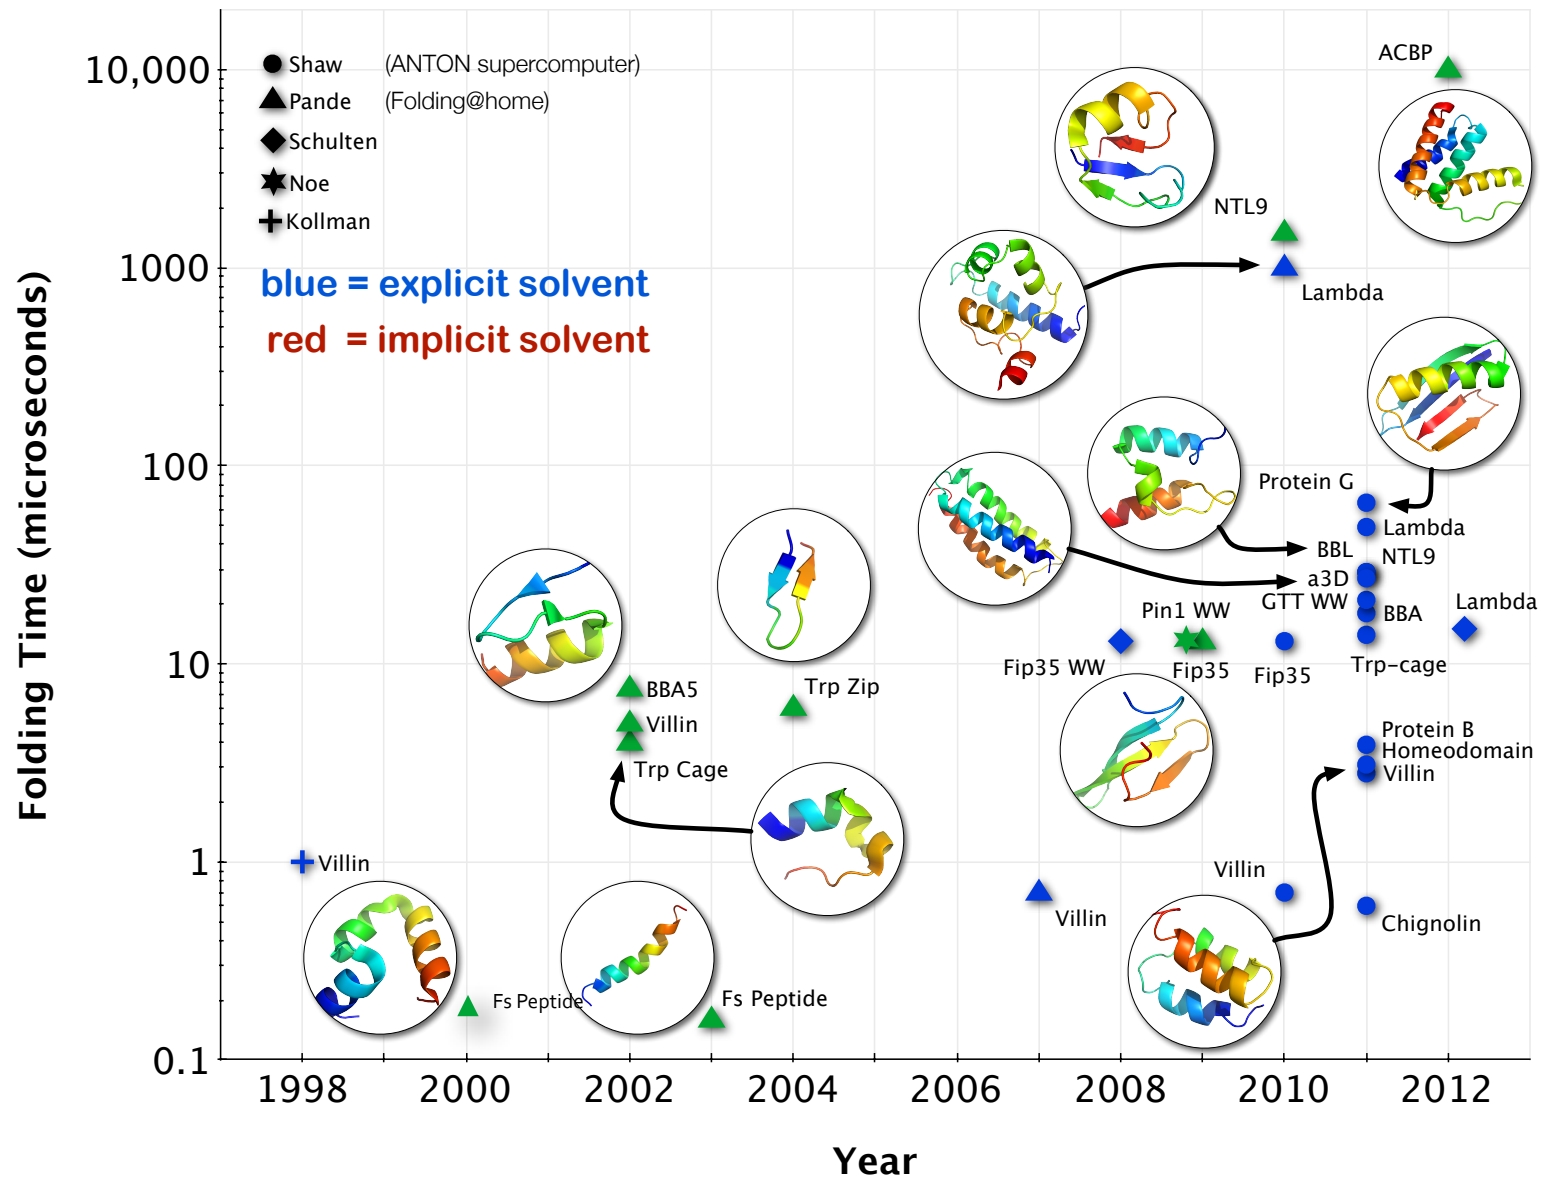 10,000
1000
100
10
1
0.1
Folding Time (microseconds)
Shaw (ANTON supercomputer)
Pande (Folding@home)
Schulten
Noe
Kollman
blue = explicit solvent
red = implicit solvent
ACBP
NTL9
Lambda
Protein G
Lambda
BBL
NTL9
a3D
GTT WW
BBA
Lambda
Pin1 WW
Fip35 WW
Fip35
Fip35
Trp-cage
BBA5
Trp Zip
Villin
Trp Cage
Protein B
Homeodomain
Villin
Villin
Villin
Villin
Chignolin
Fs Peptide
Fs Peptide
1998
2000
2002
2004
2006
2008
2010
2012
Year